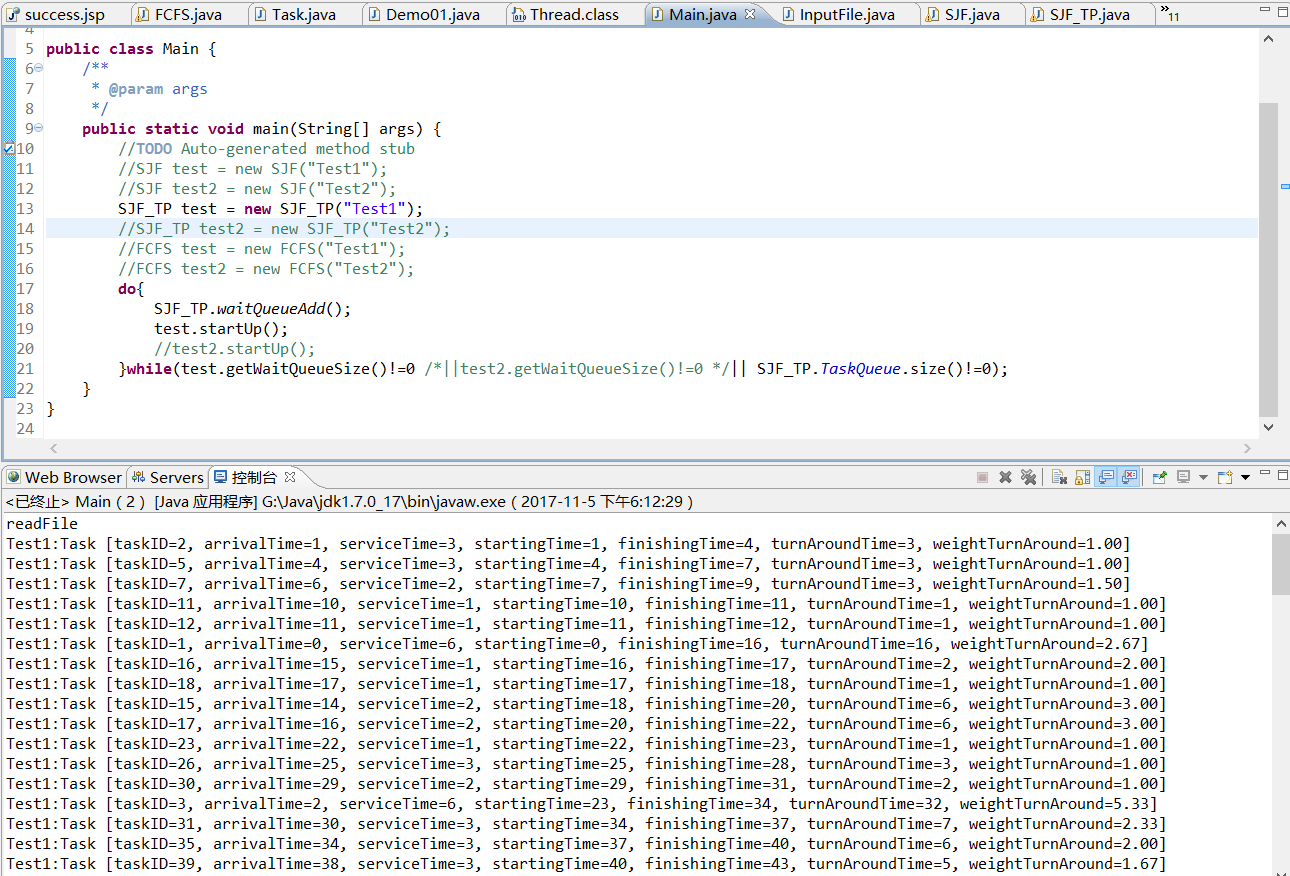 success.jsp FCFS.java Task.java Demo01.java Thread.class Main.java InputFile.java SJF.java SJF_TP.java »11
4
5 public class Main {
6 /**
7 * @param args
8 */
9 public static void main(String[] args) {
10 //TODO Auto-generated method stub
11 //SJF test = new SJF("Test1");
12 //SJF test2 = new SJF("Test2");
13 SJF_TP test = new SJF_TP("Test1");
14 //SJF_TP test2 = new SJF_TP("Test2");
15 //FCFS test = new FCFS("Test1");
16 //FCFS test2 = new FCFS("Test2");
17 do{
18 SJF_TP.waitQueueAdd();
19 test.startUp();
20 //test2.startUp();
21 }while(test.getWaitQueueSize()!=0 /*||test2.getWaitQueueSize()!=0 */|| SJF_TP.TaskQueue.size()!=0);
22 }
23 }
24
Web Browser Servers 控制台
<已终止> Main（2） [Java 应用程序] G:\Java\jdk1.7.0_17\bin\javaw.exe（2017-11-5 下午6:12:29）
readFile
Test1:Task [taskID=2, arrivalTime=1, serviceTime=3, startingTime=1, finishingTime=4, turnAroundTime=3, weightTurnAround=1.00]
Test1:Task [taskID=5, arrivalTime=4, serviceTime=3, startingTime=4, finishingTime=7, turnAroundTime=3, weightTurnAround=1.00]
Test1:Task [taskID=7, arrivalTime=6, serviceTime=2, startingTime=7, finishingTime=9, turnAroundTime=3, weightTurnAround=1.50]
Test1:Task [taskID=11, arrivalTime=10, serviceTime=1, startingTime=10, finishingTime=11, turnAroundTime=1, weightTurnAround=1.00]
Test1:Task [taskID=12, arrivalTime=11, serviceTime=1, startingTime=11, finishingTime=12, turnAroundTime=1, weightTurnAround=1.00]
Test1:Task [taskID=1, arrivalTime=0, serviceTime=6, startingTime=0, finishingTime=16, turnAroundTime=16, weightTurnAround=2.67]
Test1:Task [taskID=16, arrivalTime=15, serviceTime=1, startingTime=16, finishingTime=17, turnAroundTime=2, weightTurnAround=2.00]
Test1:Task [taskID=18, arrivalTime=17, serviceTime=1, startingTime=17, finishingTime=18, turnAroundTime=1, weightTurnAround=1.00]
Test1:Task [taskID=15, arrivalTime=14, serviceTime=2, startingTime=18, finishingTime=20, turnAroundTime=6, weightTurnAround=3.00]
Test1:Task [taskID=17, arrivalTime=16, serviceTime=2, startingTime=20, finishingTime=22, turnAroundTime=6, weightTurnAround=3.00]
Test1:Task [taskID=23, arrivalTime=22, serviceTime=1, startingTime=22, finishingTime=23, turnAroundTime=1, weightTurnAround=1.00]
Test1:Task [taskID=26, arrivalTime=25, serviceTime=3, startingTime=25, finishingTime=28, turnAroundTime=3, weightTurnAround=1.00]
Test1:Task [taskID=30, arrivalTime=29, serviceTime=2, startingTime=29, finishingTime=31, turnAroundTime=2, weightTurnAround=1.00]
Test1:Task [taskID=3, arrivalTime=2, serviceTime=6, startingTime=23, finishingTime=34, turnAroundTime=32, weightTurnAround=5.33]
Test1:Task [taskID=31, arrivalTime=30, serviceTime=3, startingTime=34, finishingTime=37, turnAroundTime=7, weightTurnAround=2.33]
Test1:Task [taskID=35, arrivalTime=34, serviceTime=3, startingTime=37, finishingTime=40, turnAroundTime=6, weightTurnAround=2.00]
Test1:Task [taskID=39, arrivalTime=38, serviceTime=3, startingTime=40, finishingTime=43, turnAroundTime=5, weightTurnAround=1.67]